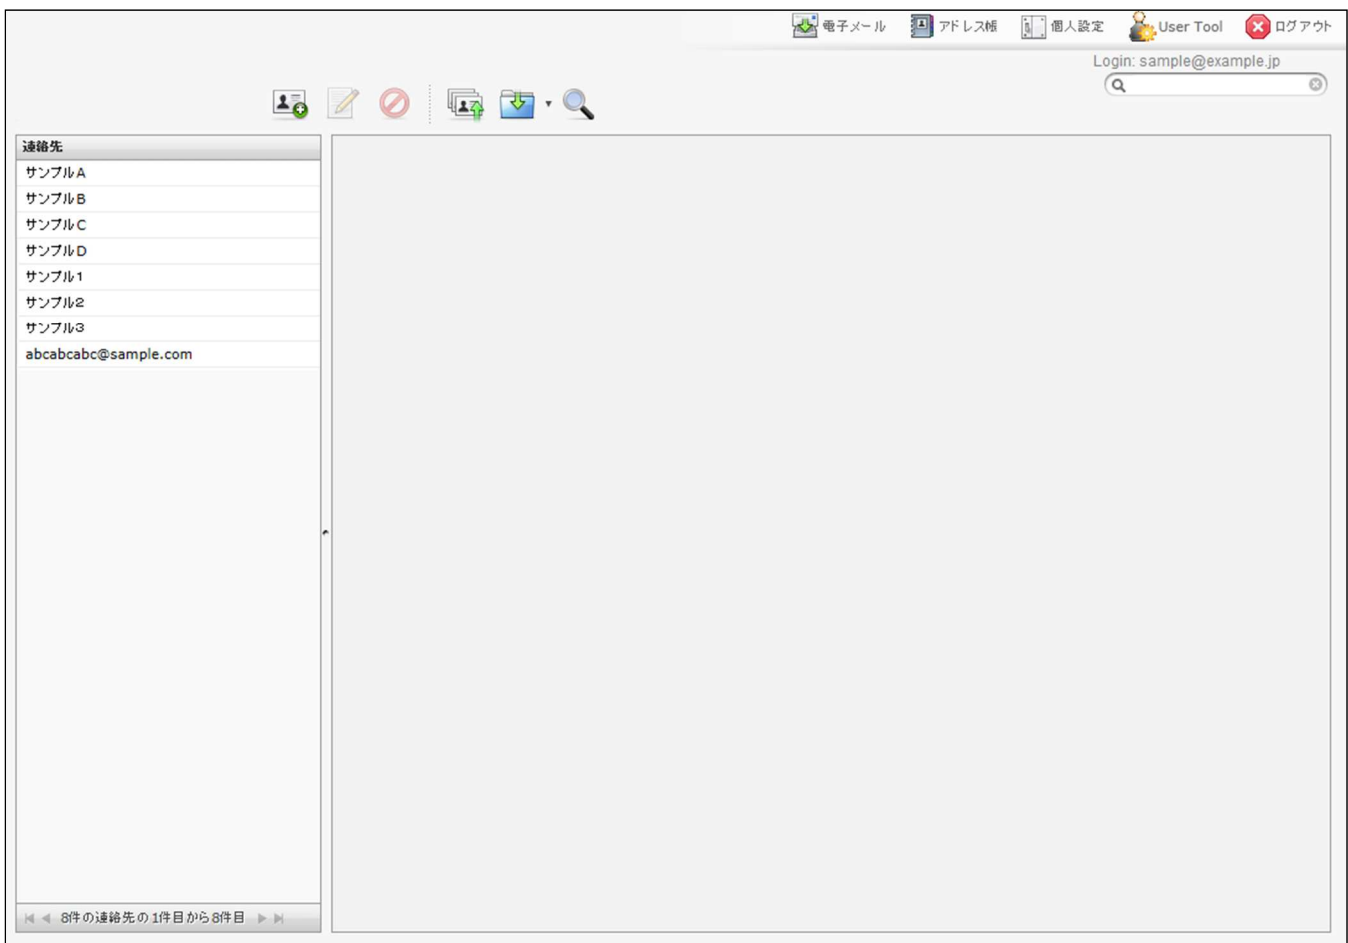 電子メール アドレス帳 個人設定 User Tool ログアウト
Login: sample@example.jp
連絡先
サンプルA
サンプルB
サンプルC
サンプルD
サンプル1
サンプル2
サンプル3
abcabcabc@sample.com
8件の連絡先の1件目から8件目